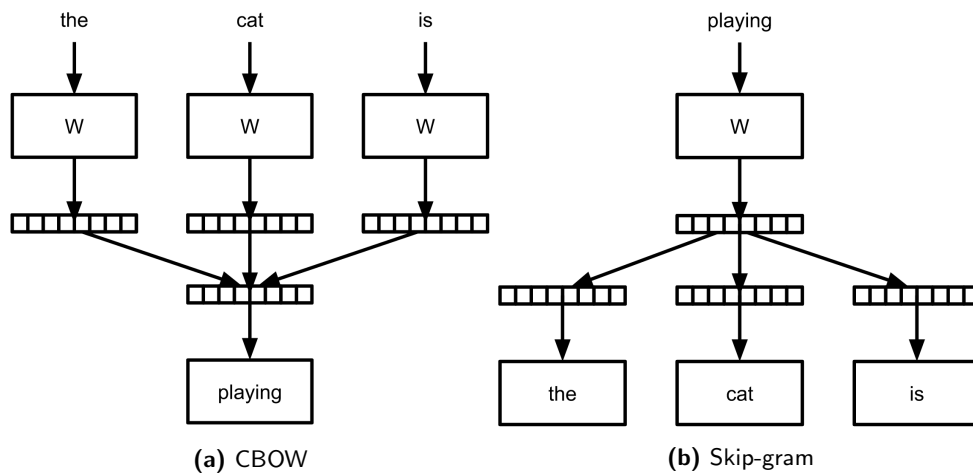 the cat is
W W W
playing
(a) CBOW
playing
W
the cat is
(b) Skip-gram